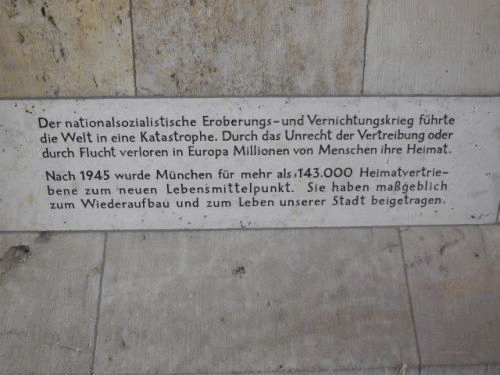 Der nationalsozialistische Eroberungs- und Vernichtungskrieg führte
die Welt in eine Katastrophe. Durch das Unrecht der Vertreibung oder
durch Flucht verloren in Europa Millionen von Menschen ihre Heimat.
Nach 1945 wurde München für mehr als 143.000 Heimatvertrie-
bene zum neuen Lebensmittelpunkt. Sie haben maßgeblich
zum Wiederaufbau und zum Leben unserer Stadt beigetragen.